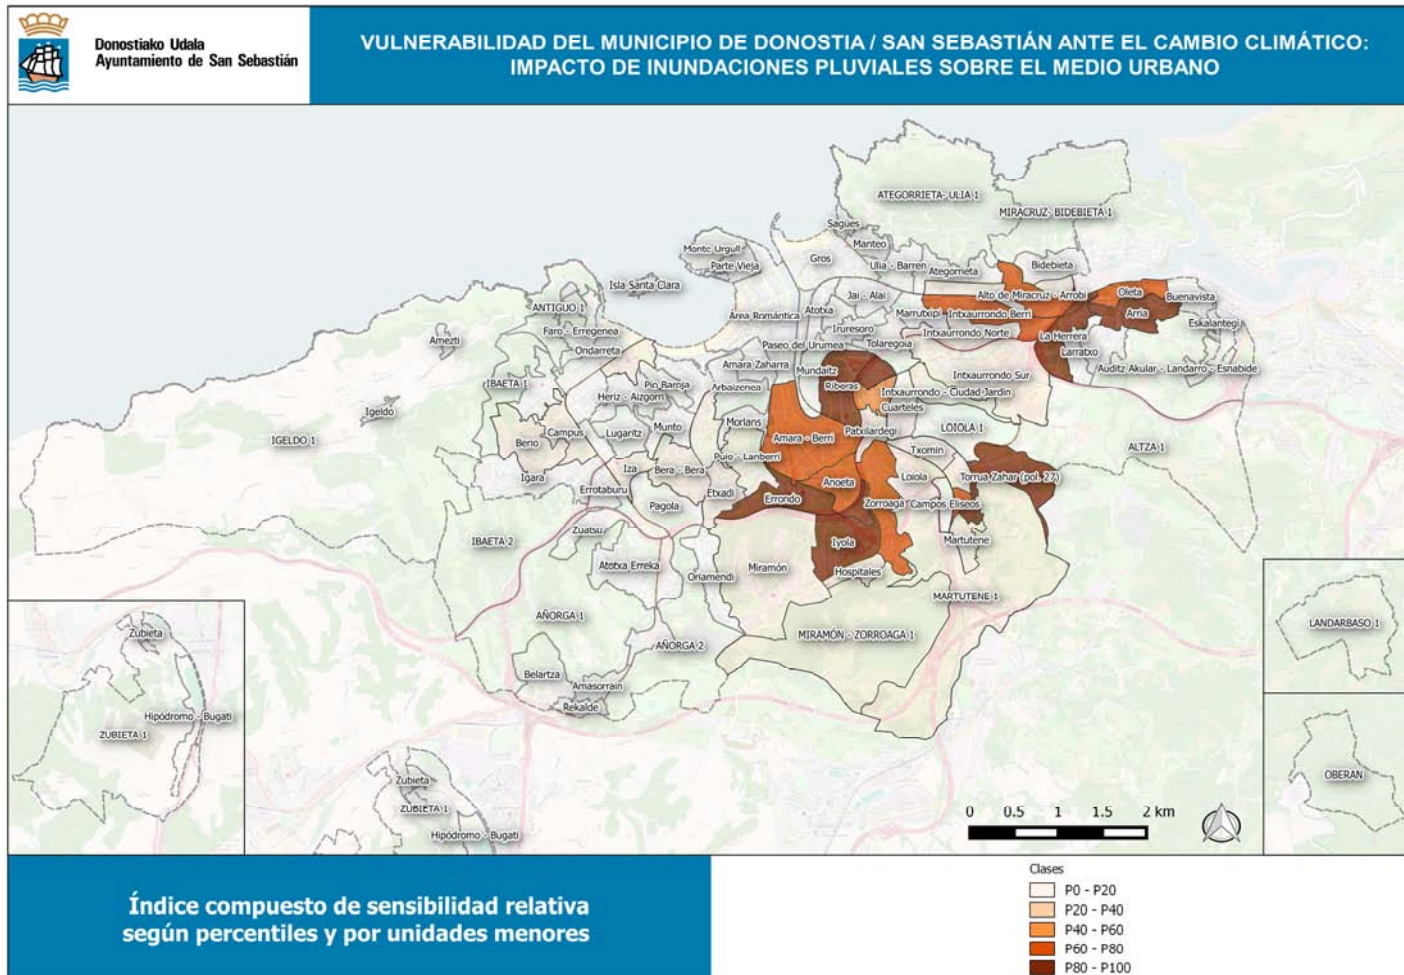 Donostiako Udala
Ayuntamiento de San Sebastián
VULNERABILIDAD DEL MUNICIPIO DE DONOSTIA / SAN SEBASTIÁN ANTE EL CAMBIO CLIMÁTICO:
IMPACTO DE INUNDACIONES PLUVIALES SOBRE EL MEDIO URBANO
ATEGORRIETA- ULIA 1
MIRACRUZ- BIDEBIETA 1
Sagües
Manteo
Monte Urgull
Parte Vieja
Gros
Ulia - Barren
Ategorrieta
Bidebieta
Isla Santa Clara
Jai - Alai
Alto de Miracruz - Arrobi
Oleta
Buenavista
ANTIGUO 1
Área Romántica
Atotxa
Marrutxipi
Intxaurrondo Berri
Arria
Eskalantegi
Faro - Erregenea
Iruresoro
Intxaurrondo Norte
La Herrera
Amezti
Ondarreta
Paseo del Urumea
Tolaregoia
Larratxo
Amara Zaharra
Mundaitz
Auditz Akular - Landarro - Esnabide
IBAETA 1
Pio Baroja
Arbaizenea
Riberas
Intxaurrondo Sur
Heriz - Aizgorri
Intxaurrondo - Ciudad Jardín
Igeldo
Cuarteles
Morlans
Campus
Lugaritz
Munto
Patxilardegi
LOIOLA 1
IGELDO 1
Berio
Amara - Berri
ALTZA 1
Puio - Lanberri
Txomin
Iza
Bera - Bera
Igara
Loiola
Torrua Zahar (pol. 27)
Anoeta
Errotaburu
Etxadi
Errondo
Zorroaga
Campos Elíseos
Pagola
Zuatsu
IBAETA 2
Iyola
Martutene
Atotxa Erreka
Oriamendi
Miramón
Hospitales
MARTUTENE 1
AÑORGA 1
MIRAMÓN - ZORROAGA 1
LANDARBASO 1
Zubieta
AÑORGA 2
Belartza
Amasorrain
Rekalde
Hipódromo - Bugati
ZUBIETA 1
OBERAN
Zubieta
ZUBIETA 1
Hipódromo - Bugati
0 0.5 1 1.5 2 km
Índice compuesto de sensibilidad relativa
según percentiles y por unidades menores
Clases
P0 - P20
P20 - P40
P40 - P60
P60 - P80
P80 - P100